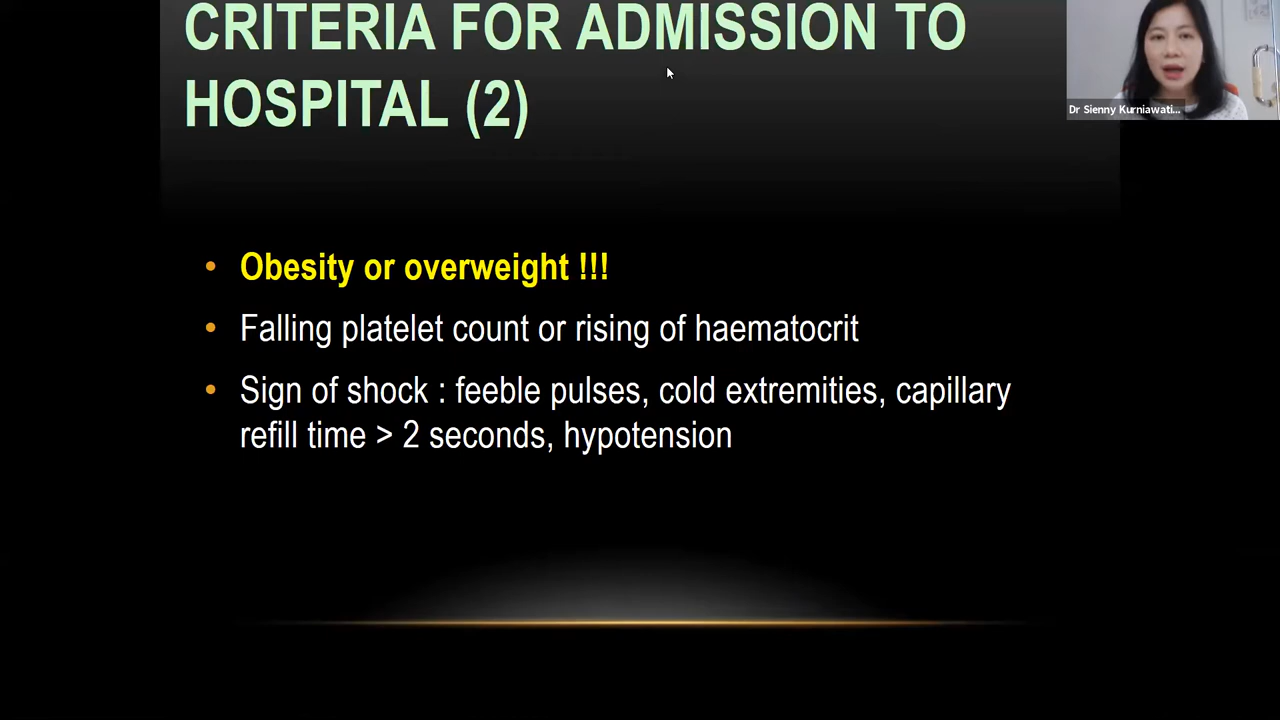 CRITERIA FOR ADMISSION TO
HOSPITAL (2)
Dr Sienny Kurniawati...
• Obesity or overweight !!!
• Falling platelet count or rising of haematocrit
• Sign of shock : feeble pulses, cold extremities, capillary
refill time > 2 seconds, hypotension